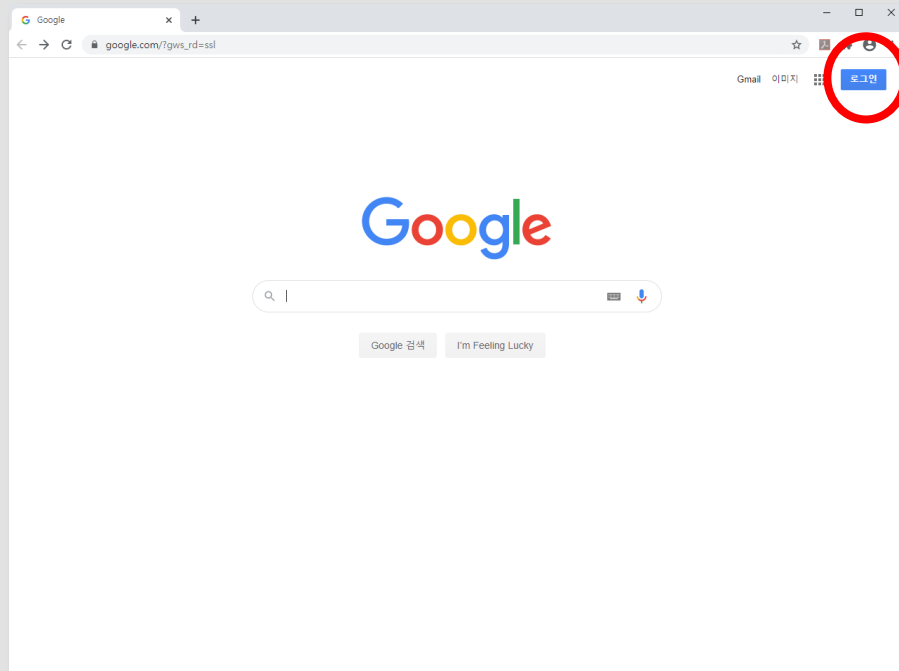 Google
google.com/?gws_rd=ssl
Gmail 이미지 로그인
Google
Google 검색 I'm Feeling Lucky